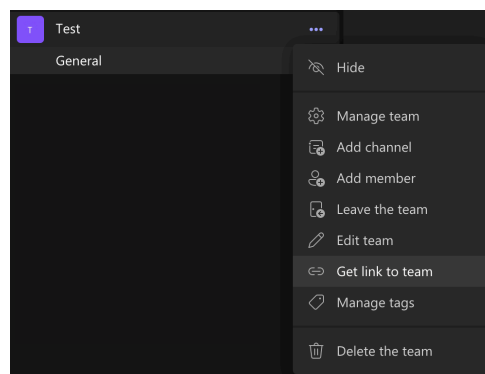 T
Test
General
Hide
Manage team
Add channel
Add member
Leave the team
Edit team
Get link to team
Manage tags
Delete the team